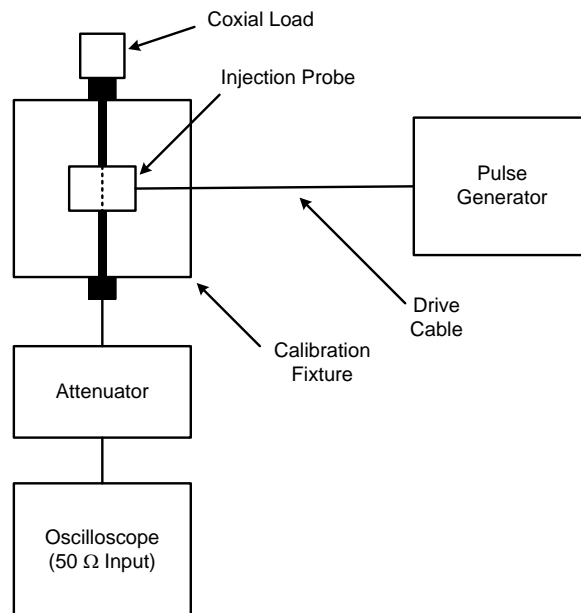 Coxial Load
Injection Probe
Pulse
Generator
Drive
Cable
Calibration
Fixture
Attenuator
Oscilloscope
(50 Ω Input)